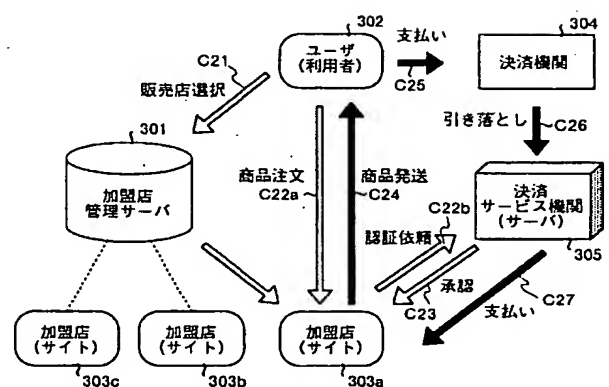 302
ユーザ
(利用者)
支払い
C25
304
決済機関
C21
販売店選択
301
加盟店
管理サーバ
引き落とし
C26
商品注文
C22a
商品発送
C24
C22b
認証依頼
決済
サービス機関
(サーバ)
305
承認
C23
C27
支払い
加盟店
(サイト)
303c
加盟店
(サイト)
303b
加盟店
(サイト)
303a